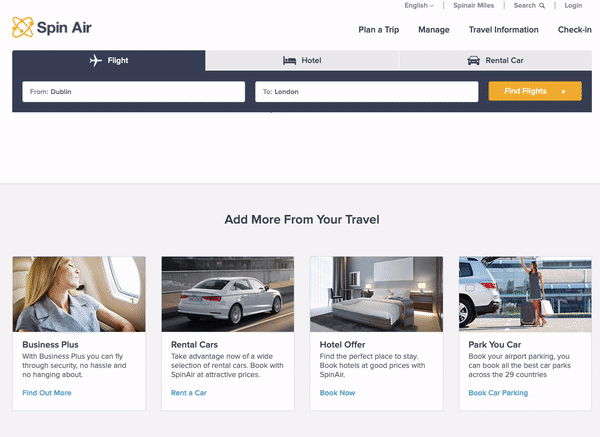 English
Spinair Miles
Search
Login
Spin Air
Plan a Trip
Manage
Travel Information
Check-in
Flight
Hotel
Rental Car
From: Dublin
To: London
Find Flights
Add More From Your Travel
Business Plus
With Business Plus you can fly
through security, no hassle and
no hanging about.
Find Out More
Rental Cars
Take advantage now of a wide
selection of rental cars. Book with
SpinAir at attractive prices.
Rent a Car
Hotel Offer
Find the perfect place to stay.
Book hotels at good prices with
SpinAir.
Book Now
Park You Car
Book your airport parking, you
can book all the best car parks
across the 29 countries
Book Car Parking